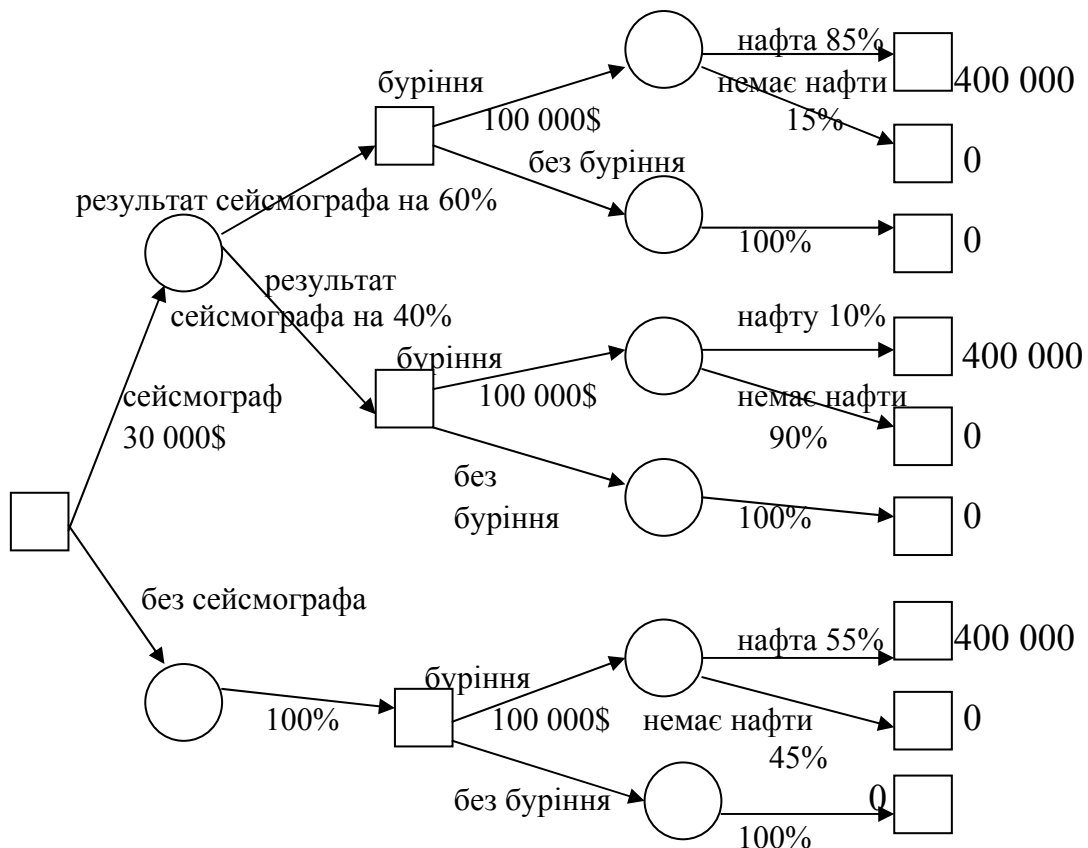 нафта 85%
400 000
буріння
немає нафти
15%
100 000$
0
без буріння
результат сейсмографа на 60%
100%
0
результат
сейсмографа на 40%
нафту 10%
400 000
буріння
100 000$
немає нафти
90%
0
сейсмограф
30 000$
без
буріння
100%
0
без сейсмографа
нафта 55%
400 000
буріння
100%
100 000$
немає нафти
45%
0
без буріння
0
100%